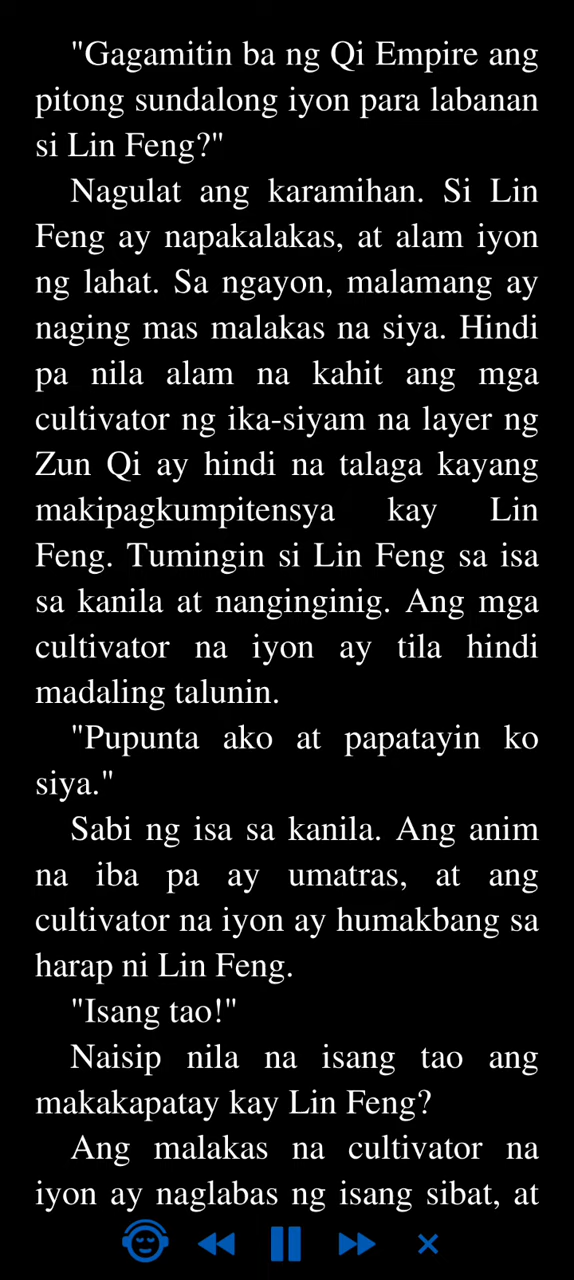 "Gagamitin ba ng Qi Empire ang
pitong sundalong iyon para labanan
si Lin Feng?"
Nagulat ang karamihan. Si Lin
Feng ay napakalakas, at alam iyon
ng lahat. Sa ngayon, malamang ay
naging mas malakas na siya. Hindi
pa nila alam na kahit ang mga
cultivator ng ika-siyam na layer ng
Zun Qi ay hindi na talaga kayang
makipagkumpitensya kay Lin
Feng. Tumingin si Lin Feng sa isa
sa kanila at nanginginig. Ang mga
cultivator na iyon ay tila hindi
madaling talunin.
"Pupunta ako at papatayin ko
siya."
Sabi ng isa sa kanila. Ang anim
na iba pa ay umatras, at ang
cultivator na iyon ay humakbang sa
harap ni Lin Feng.
"Isang tao!"
Naisip nila na isang tao ang
makakapatay kay Lin Feng?
Ang malakas na cultivator na
iyon ay naglabas ng isang sibat, at